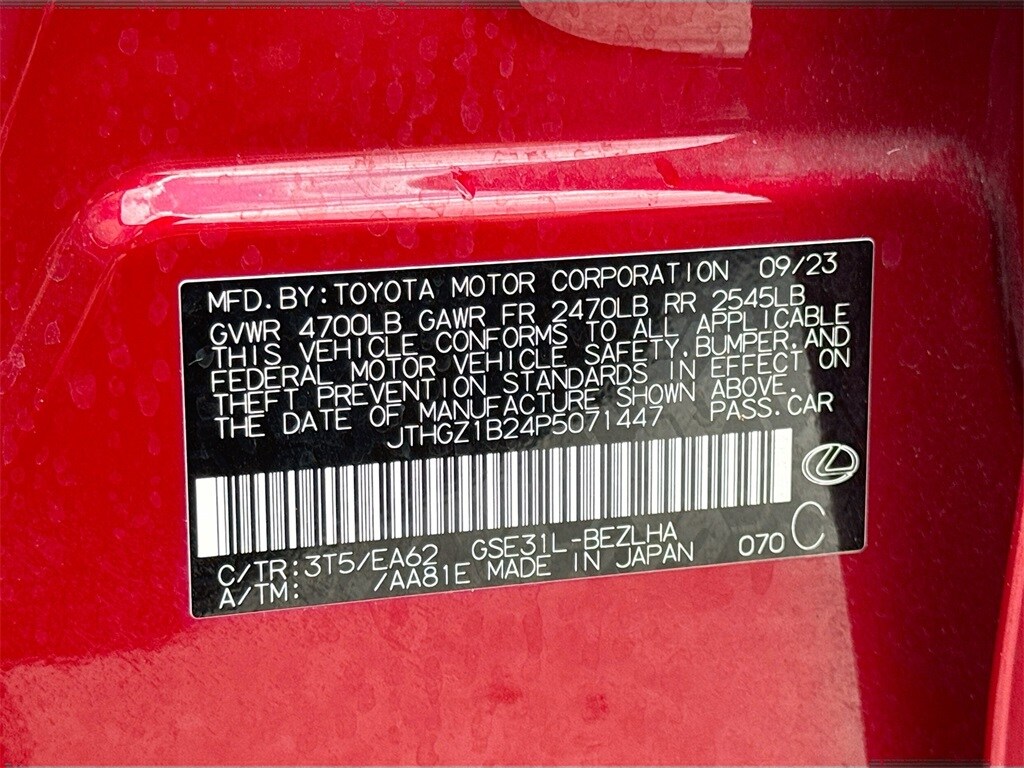 MFD.BY:TOYOTA MOTOR CORPORATION 09/23
GVWR 4700LB GAWR FR 2470LB RR 2545LB
THIS VEHICLE CONFORMS TO ALL APPLICABLE
FEDERAL MOTOR VEHICLE SAFETY,BUMPER,AND
THEFT PREVENTION STANDARDS IN EFFECT ON
THE DATE OF MANUFACTURE SHOWN ABOVE.
JTHGZ1B24P5071447 PASS.CAR
C/TR:3T5/EA62 GSE31L-BEZLHA
A/TM: /AA81E MADE IN JAPAN 070 C